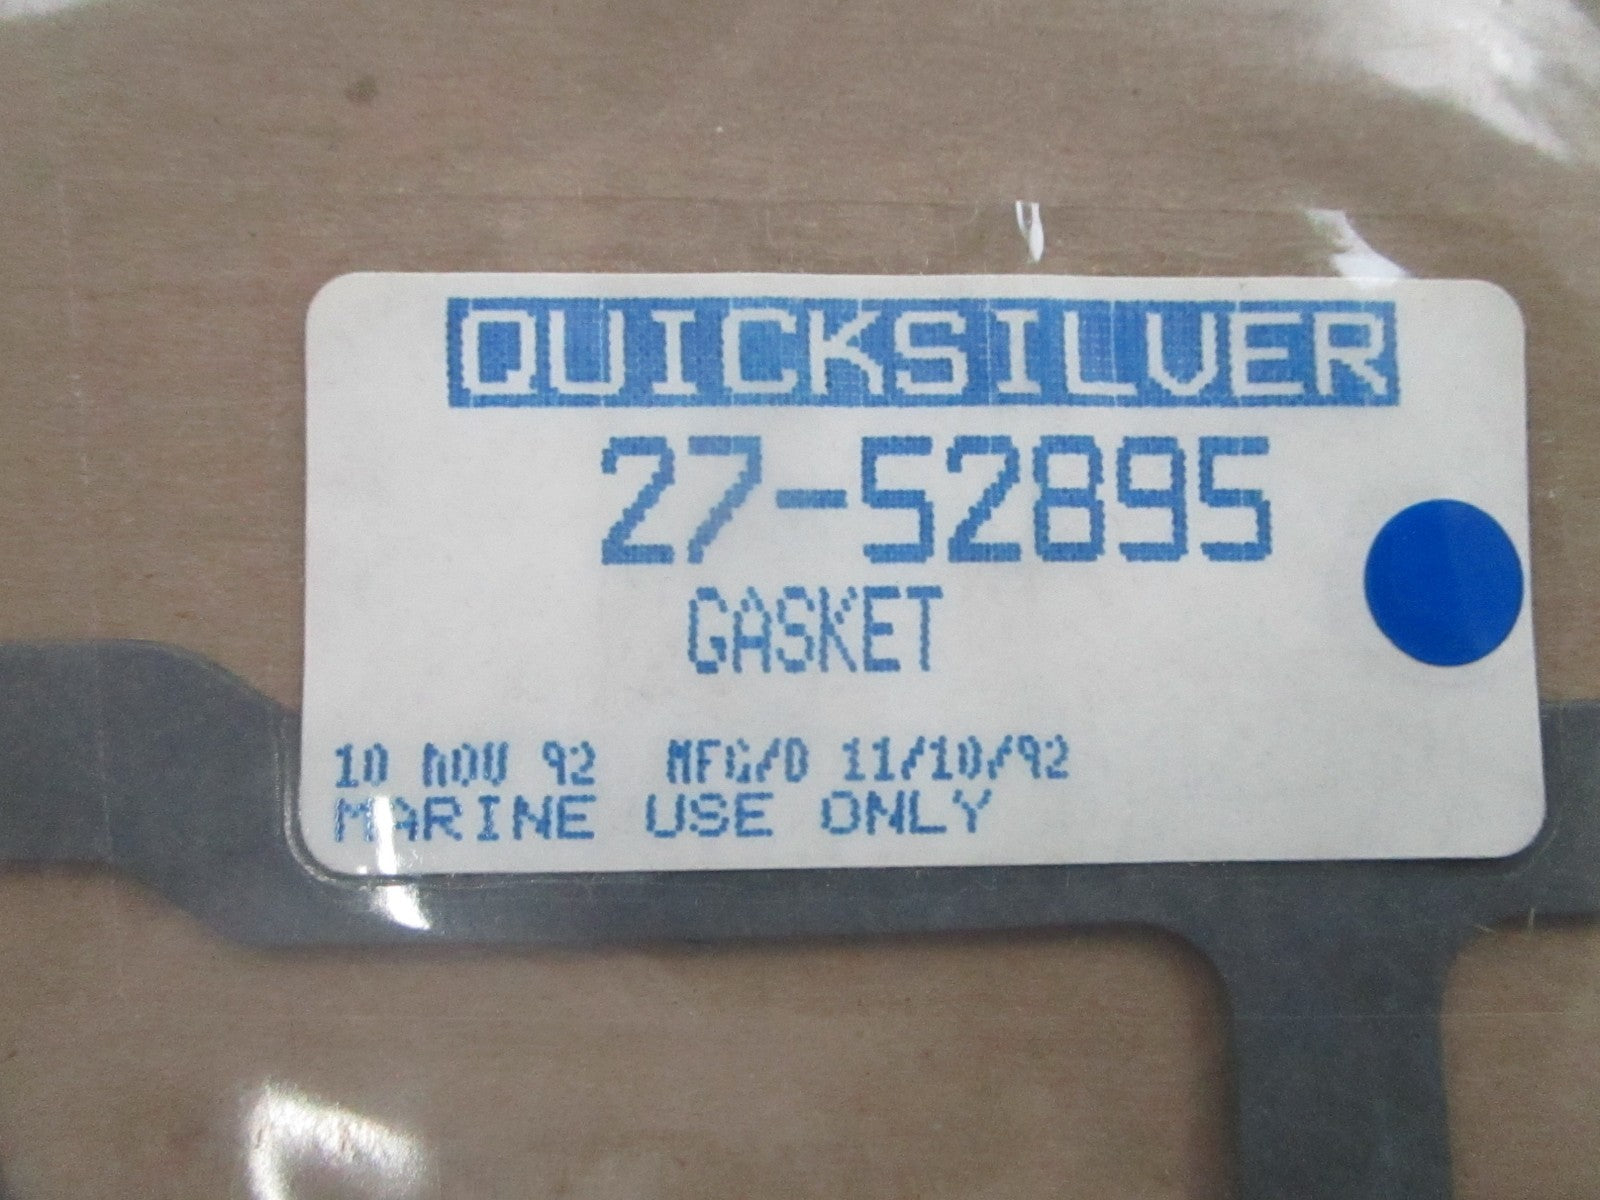 QUICKSILVER
27-52895
GASKET
10 NOV 92 MFG/D 11/10/92
MARINE USE ONLY